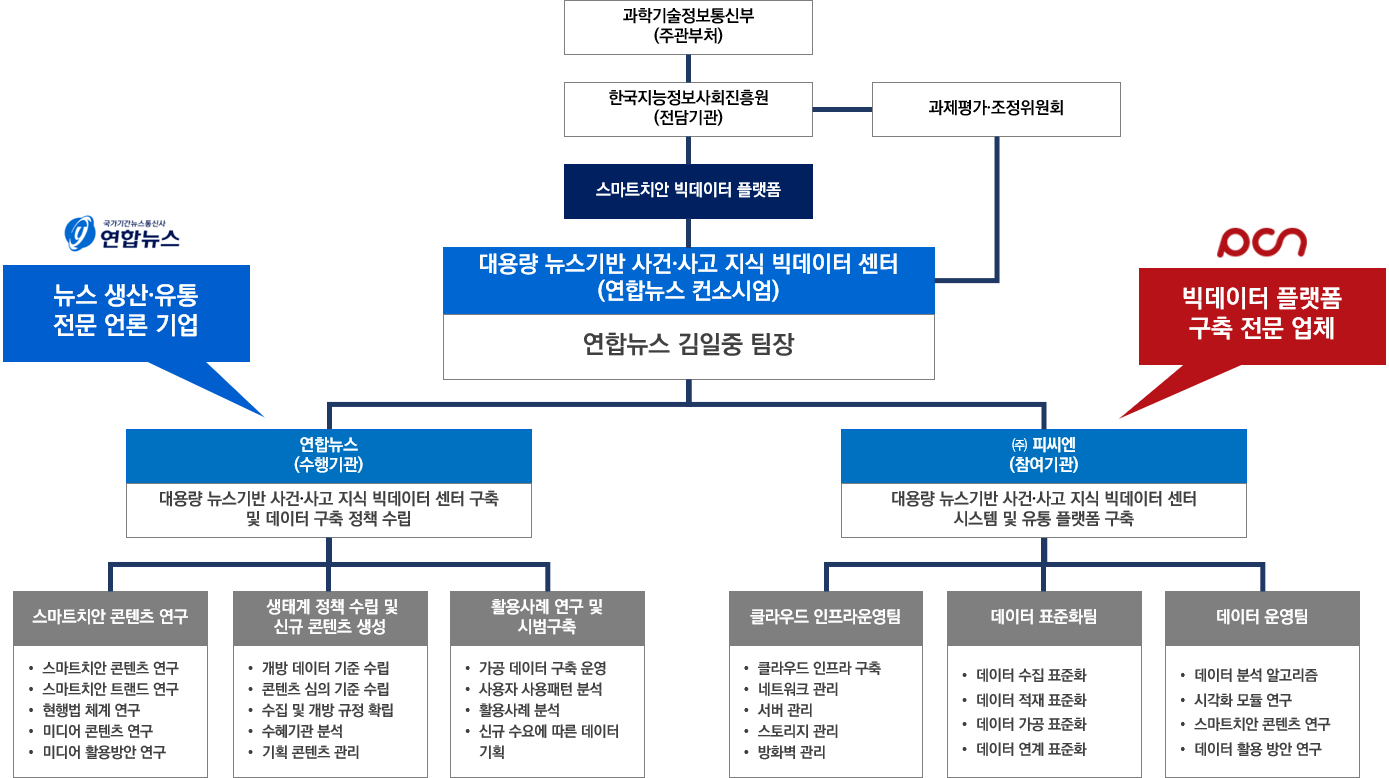 과학기술정보통신부
(주관부처)
한국지능정보사회진흥원
(전담기관)
과제평가·조정위원회
스마트치안 빅데이터 플랫폼
국가기간뉴스통신사
연합뉴스
뉴스 생산·유통
전문 언론 기업
대용량 뉴스기반 사건·사고 지식 빅데이터 센터
(연합뉴스 컨소시엄)
연합뉴스 김일중 팀장
pcn
빅데이터 플랫폼
구축 전문 업체
연합뉴스
(수행기관)
대용량 뉴스기반 사건·사고 지식 빅데이터 센터 구축
및 데이터 구축 정책 수립
㈜ 피씨엔
(참여기관)
대용량 뉴스기반 사건·사고 지식 빅데이터 센터
시스템 및 유통 플랫폼 구축
스마트치안 콘텐츠 연구
• 스마트치안 콘텐츠 연구
• 스마트치안 트랜드 연구
• 현행법 체계 연구
• 미디어 콘텐츠 연구
• 미디어 활용방안 연구
생태계 정책 수립 및
신규 콘텐츠 생성
• 개방 데이터 기준 수립
• 콘텐츠 심의 기준 수립
• 수집 및 개방 규정 확립
• 수혜기관 분석
• 기획 콘텐츠 관리
활용사례 연구 및
시범구축
• 가공 데이터 구축 운영
• 사용자 사용패턴 분석
• 활용사례 분석
• 신규 수요에 따른 데이터
기획
클라우드 인프라운영팀
• 클라우드 인프라 구축
• 네트워크 관리
• 서버 관리
• 스토리지 관리
• 방화벽 관리
데이터 표준화팀
• 데이터 수집 표준화
• 데이터 적재 표준화
• 데이터 가공 표준화
• 데이터 연계 표준화
데이터 운영팀
• 데이터 분석 알고리즘
• 시각화 모듈 연구
• 스마트치안 콘텐츠 연구
• 데이터 활용 방안 연구